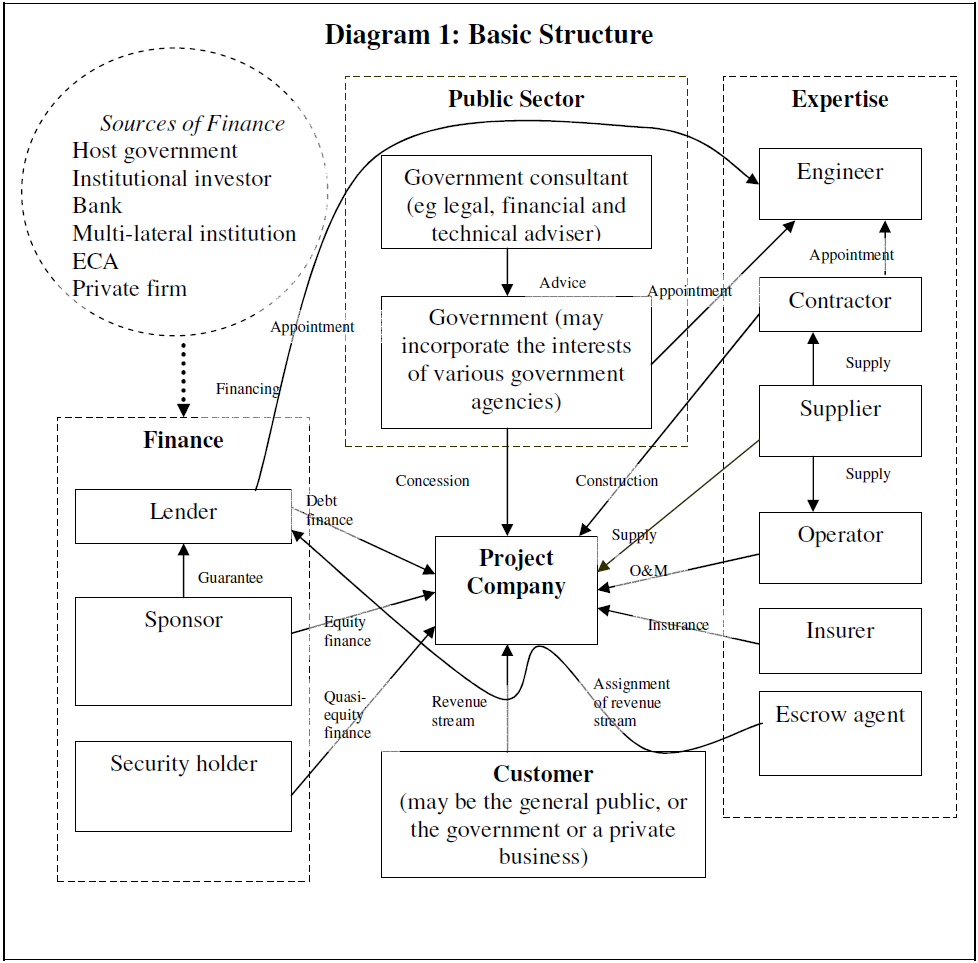 Diagram 1: Basic Structure
Sources of Finance
Host government
Institutional investor
Bank
Multi-lateral institution
ECA
Private firm
Public Sector
Government consultant
(eg legal, financial and
technical adviser)
Advice
Government (may
incorporate the interests
of various government
agencies)
Expertise
Engineer
Appointment
Contractor
Supply
Supplier
Supply
Operator
Insurer
Escrow agent
Appointment
Appointment
Financing
Finance
Lender
Guarantee
Sponsor
Security holder
Debt
finance
Equity
finance
Quasi-
equity
finance
Concession
Construction
Supply
O&M
Insurance
Project
Company
Revenue
stream
Assignment
of revenue
stream
Customer
(may be the general public, or
the government or a private
business)